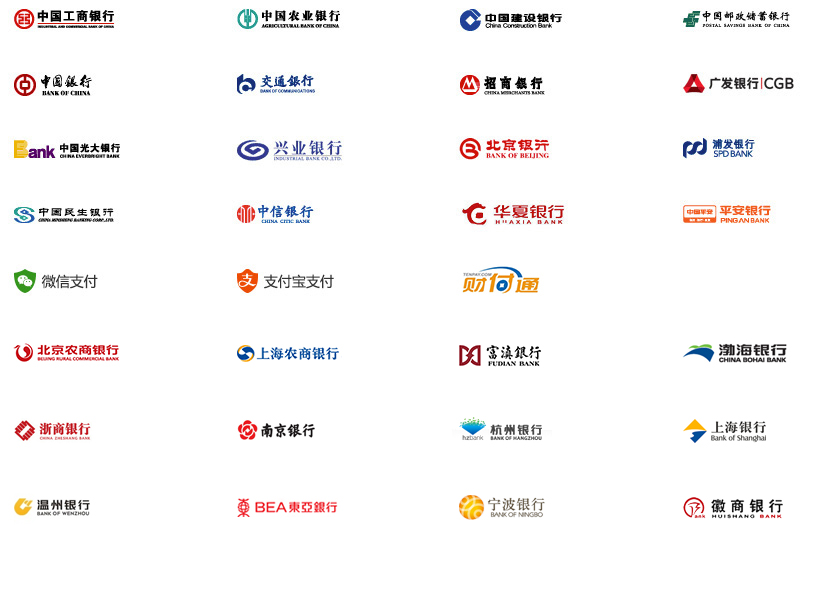 中国工商银行
INDUSTRIAL AND COMMERCIAL BANK OF CHINA
中国农业银行
AGRICULTURAL BANK OF CHINA
中国建设银行
China Construction Bank
中国邮政储蓄银行
POSTAL SAVINGS BANK OF CHINA
中国银行
BANK OF CHINA
交通银行
BANK OF COMMUNICATIONS
招商银行
CHINA MERCHANTS BANK
广发银行|CGB
Bank
中国光大银行
CHINA EVERBRIGHT BANK
兴业银行
INDUSTRIAL BANK CO.,LTD.
北京银行
BANK OF BEIJING
浦发银行
SPD BANK
中国民生银行
CHINA MINSHENG BANKING CORP.,LTD.
中信银行
CHINA CITIC BANK
华夏银行
HUAXIA BANK
中国平安
平安银行
PING AN BANK
微信支付
支
支付宝支付
TENPAY.COM
财付通
北京农商银行
BEIJING RURAL COMMERCIAL BANK
上海农商银行
富滇银行
FUDIAN BANK
渤海银行
CHINA BOHAI BANK
浙商银行
CHINA ZHESHANG BANK
南京银行
hzbank
杭州银行
BANK OF HANGZHOU
上海银行
Bank of Shanghai
温州银行
BANK OF WENZHOU
BEA東亞銀行
宁波银行
BANK OF NINGBO
徽商银行
HUISHANG BANK